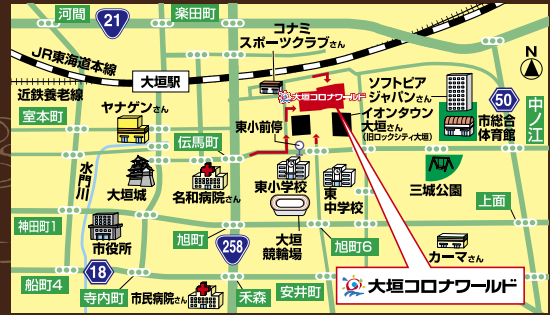 河間
21
楽田町
コナミ
スポーツクラブさん
N
JR東海道本線
大垣駅
近鉄養老線
大垣コロナワールド
ソフトピア
ジャパンさん
50
中ノ江
室本町
ヤナゲンさん
イオンタウン
大垣さん
(旧ロックシティ大垣)
市総合
体育館
東小前停
伝馬町
水門川
大垣城
名和病院さん
東小学校
東
中学校
三城公園
上面
神田町1
市役所
旭町
258
大垣
競輪場
旭町6
カーマさん
18
船町4
寺内町
市民病院さん
禾森
安井町
大垣コロナワールド